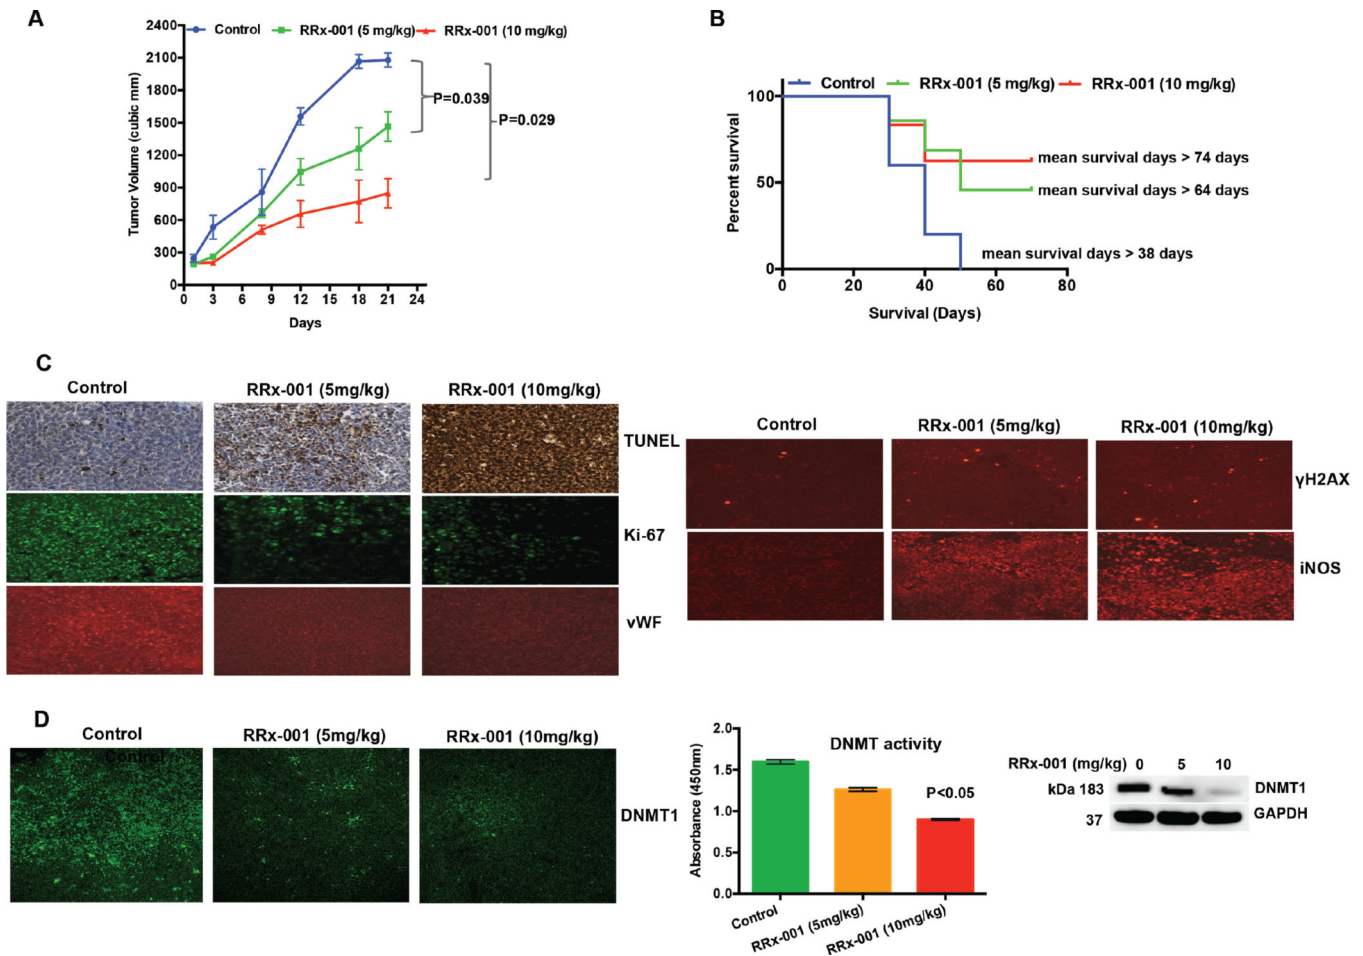 A
Control RRx-001 (5 mg/kg) RRx-001 (10 mg/kg)
2400
2100
1800
1500
1200
900
600
300
0
Tumor Volume (cubic mm)
0 3 6 9 12 15 18 21 24
Days
P=0.039
P=0.029
B
Control RRx-001 (5 mg/kg) RRx-001 (10 mg/kg)
100
50
0
Percent survival
0 20 40 60 80
Survival (Days)
mean survival days > 74 days
mean survival days > 64 days
mean survival days > 38 days
C
Control RRx-001 (5mg/kg) RRx-001 (10mg/kg)
TUNEL
Ki-67
vWF
Control RRx-001 (5mg/kg) RRx-001 (10mg/kg)
γH2AX
iNOS
D
Control RRx-001 (5mg/kg) RRx-001 (10mg/kg)
Control
DNMT1
DNMT activity
2.0
1.5
1.0
0.5
0.0
Absorbance (450nm)
P<0.05
Control
RRx-001 (5mg/kg)
RRx-001 (10mg/kg)
RRx-001 (mg/kg) 0 5 10
kDa 183 DNMT1
37 GAPDH